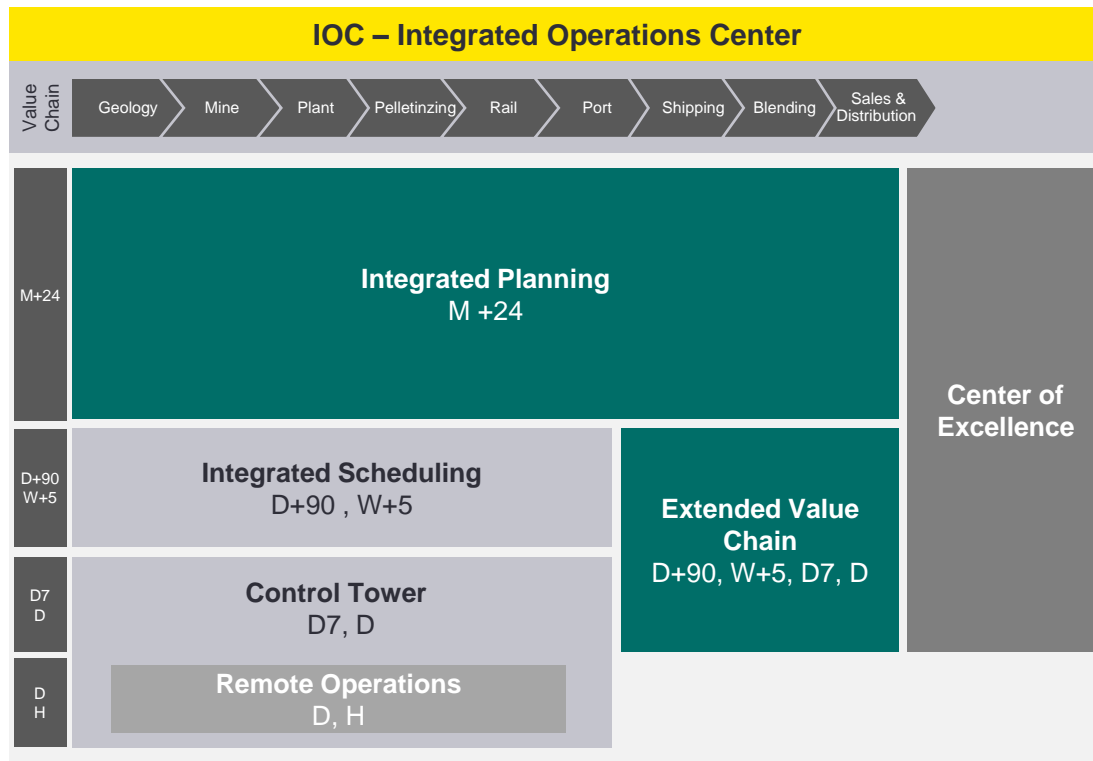 IOC – Integrated Operations Center
Value
Chain
Geology
Mine
Plant
Pelletinzing
Rail
Port
Shipping
Blending
Sales &
Distribution
M+24
Integrated Planning
M +24
Center of
Excellence
D+90
W+5
Integrated Scheduling
D+90 , W+5
Extended Value
Chain
D+90, W+5, D7, D
D7
D
Control Tower
D7, D
D
H
Remote Operations
D, H